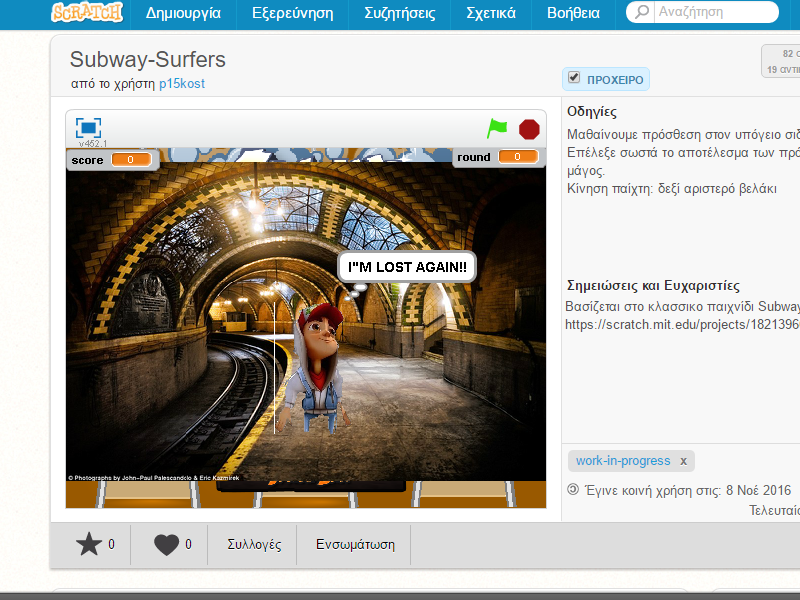 SCRATCH Δημιουργία Εξερεύνηση Συζητήσεις Σχετικά Βοήθεια Αναζήτηση
Subway-Surfers
από το χρήστη p15kost
82
19 αντι
ΠΡΟΧΕΙΡΟ
v462.1
score 0
round 0
I"M LOST AGAIN!!
© Photographs by John-Paul Palescandolo & Eric Kazmirek
Οδηγίες
Μαθαίνουμε πρόσθεση στον υπόγειο
Επέλεξε σωστά το αποτέλεσμα των
μάγος.
Κίνηση παίχτη: δεξί αριστερό βελάκι
Σημειώσεις και Ευχαριστίες
Βασίζεται στο κλασσικο παιχνίδι Subway
https://scratch.mit.edu/projects/1821396
work-in-progress x
Έγινε κοινή χρήση στις: 8 Νοέ 2016
0 0 Συλλογές Ενσωμάτωση